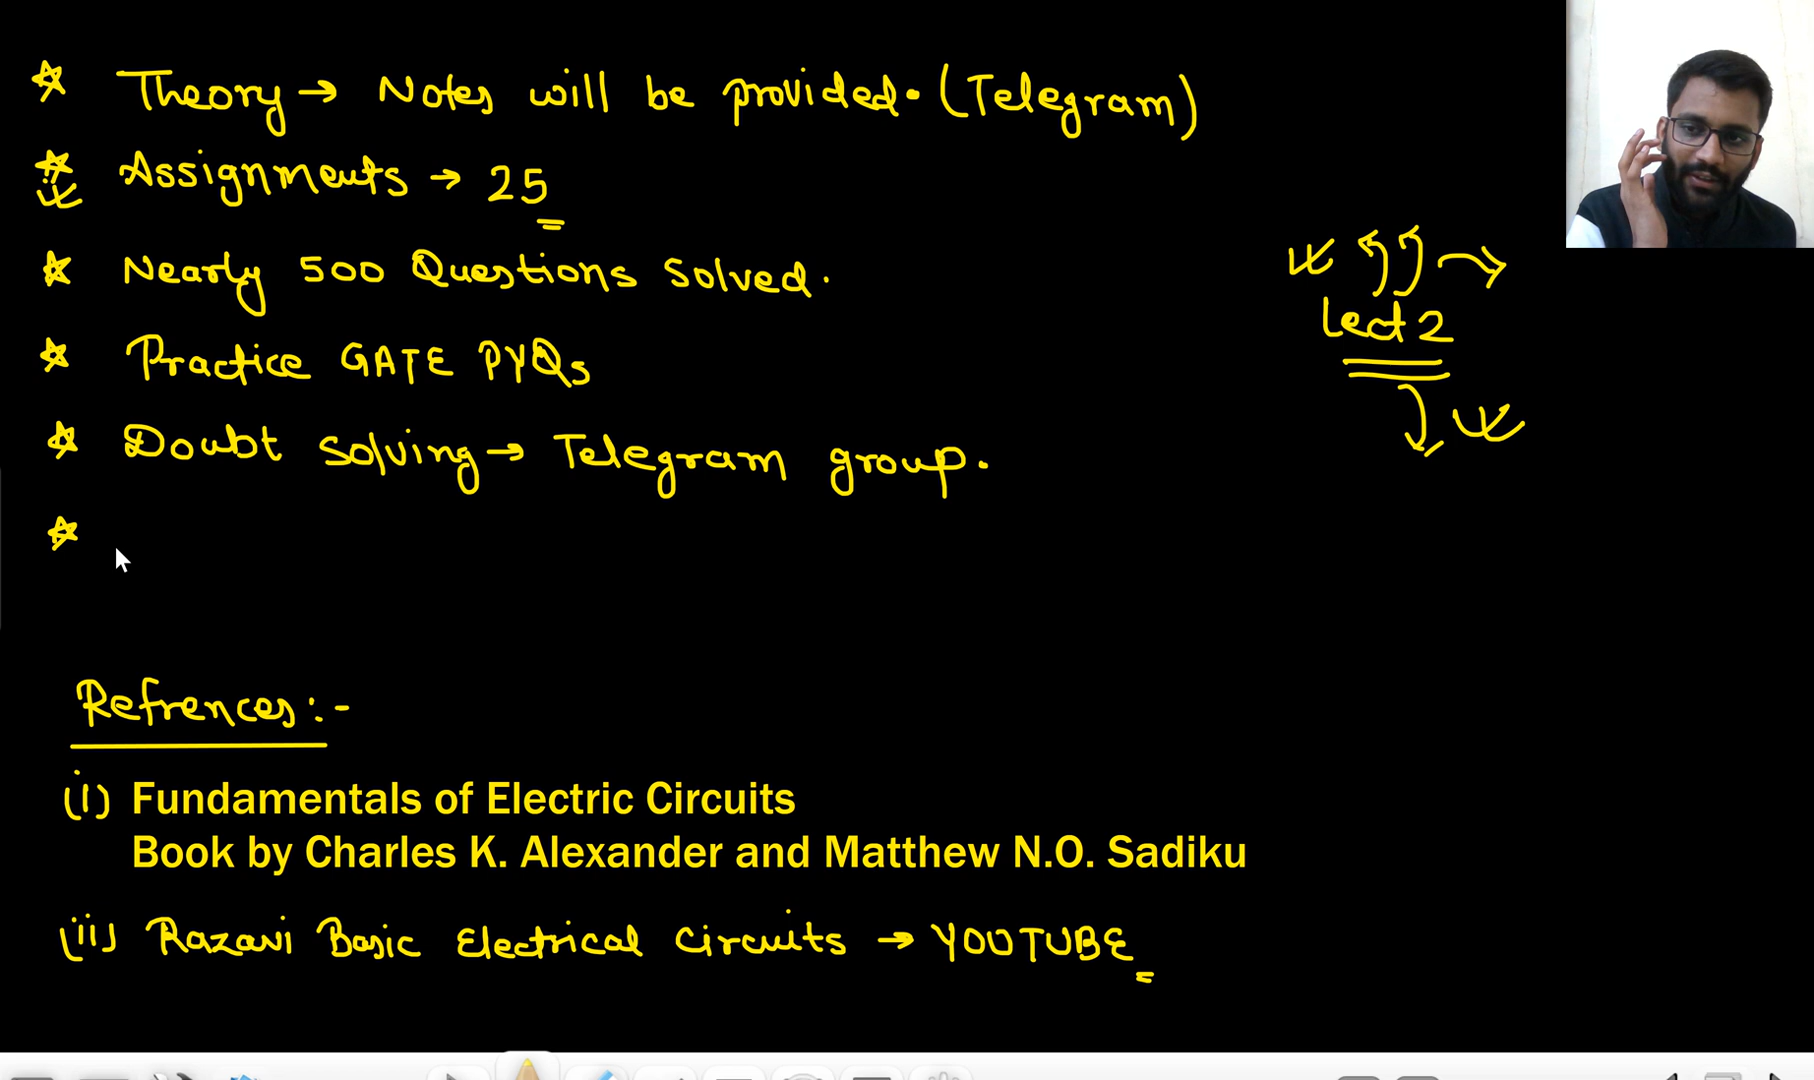 Theory → Notes will be provided. (Telegram)
Assignments → 25
Nearly 500 Questions Solved.
Practice GATE PYQs
Doubt solving → Telegram group.
Lect 2
Refrences:-
(i) Fundamentals of Electric Circuits
Book by Charles K. Alexander and Matthew N.O. Sadiku
(ii) Razavi Basic Electrical Circuits → YOUTUBE